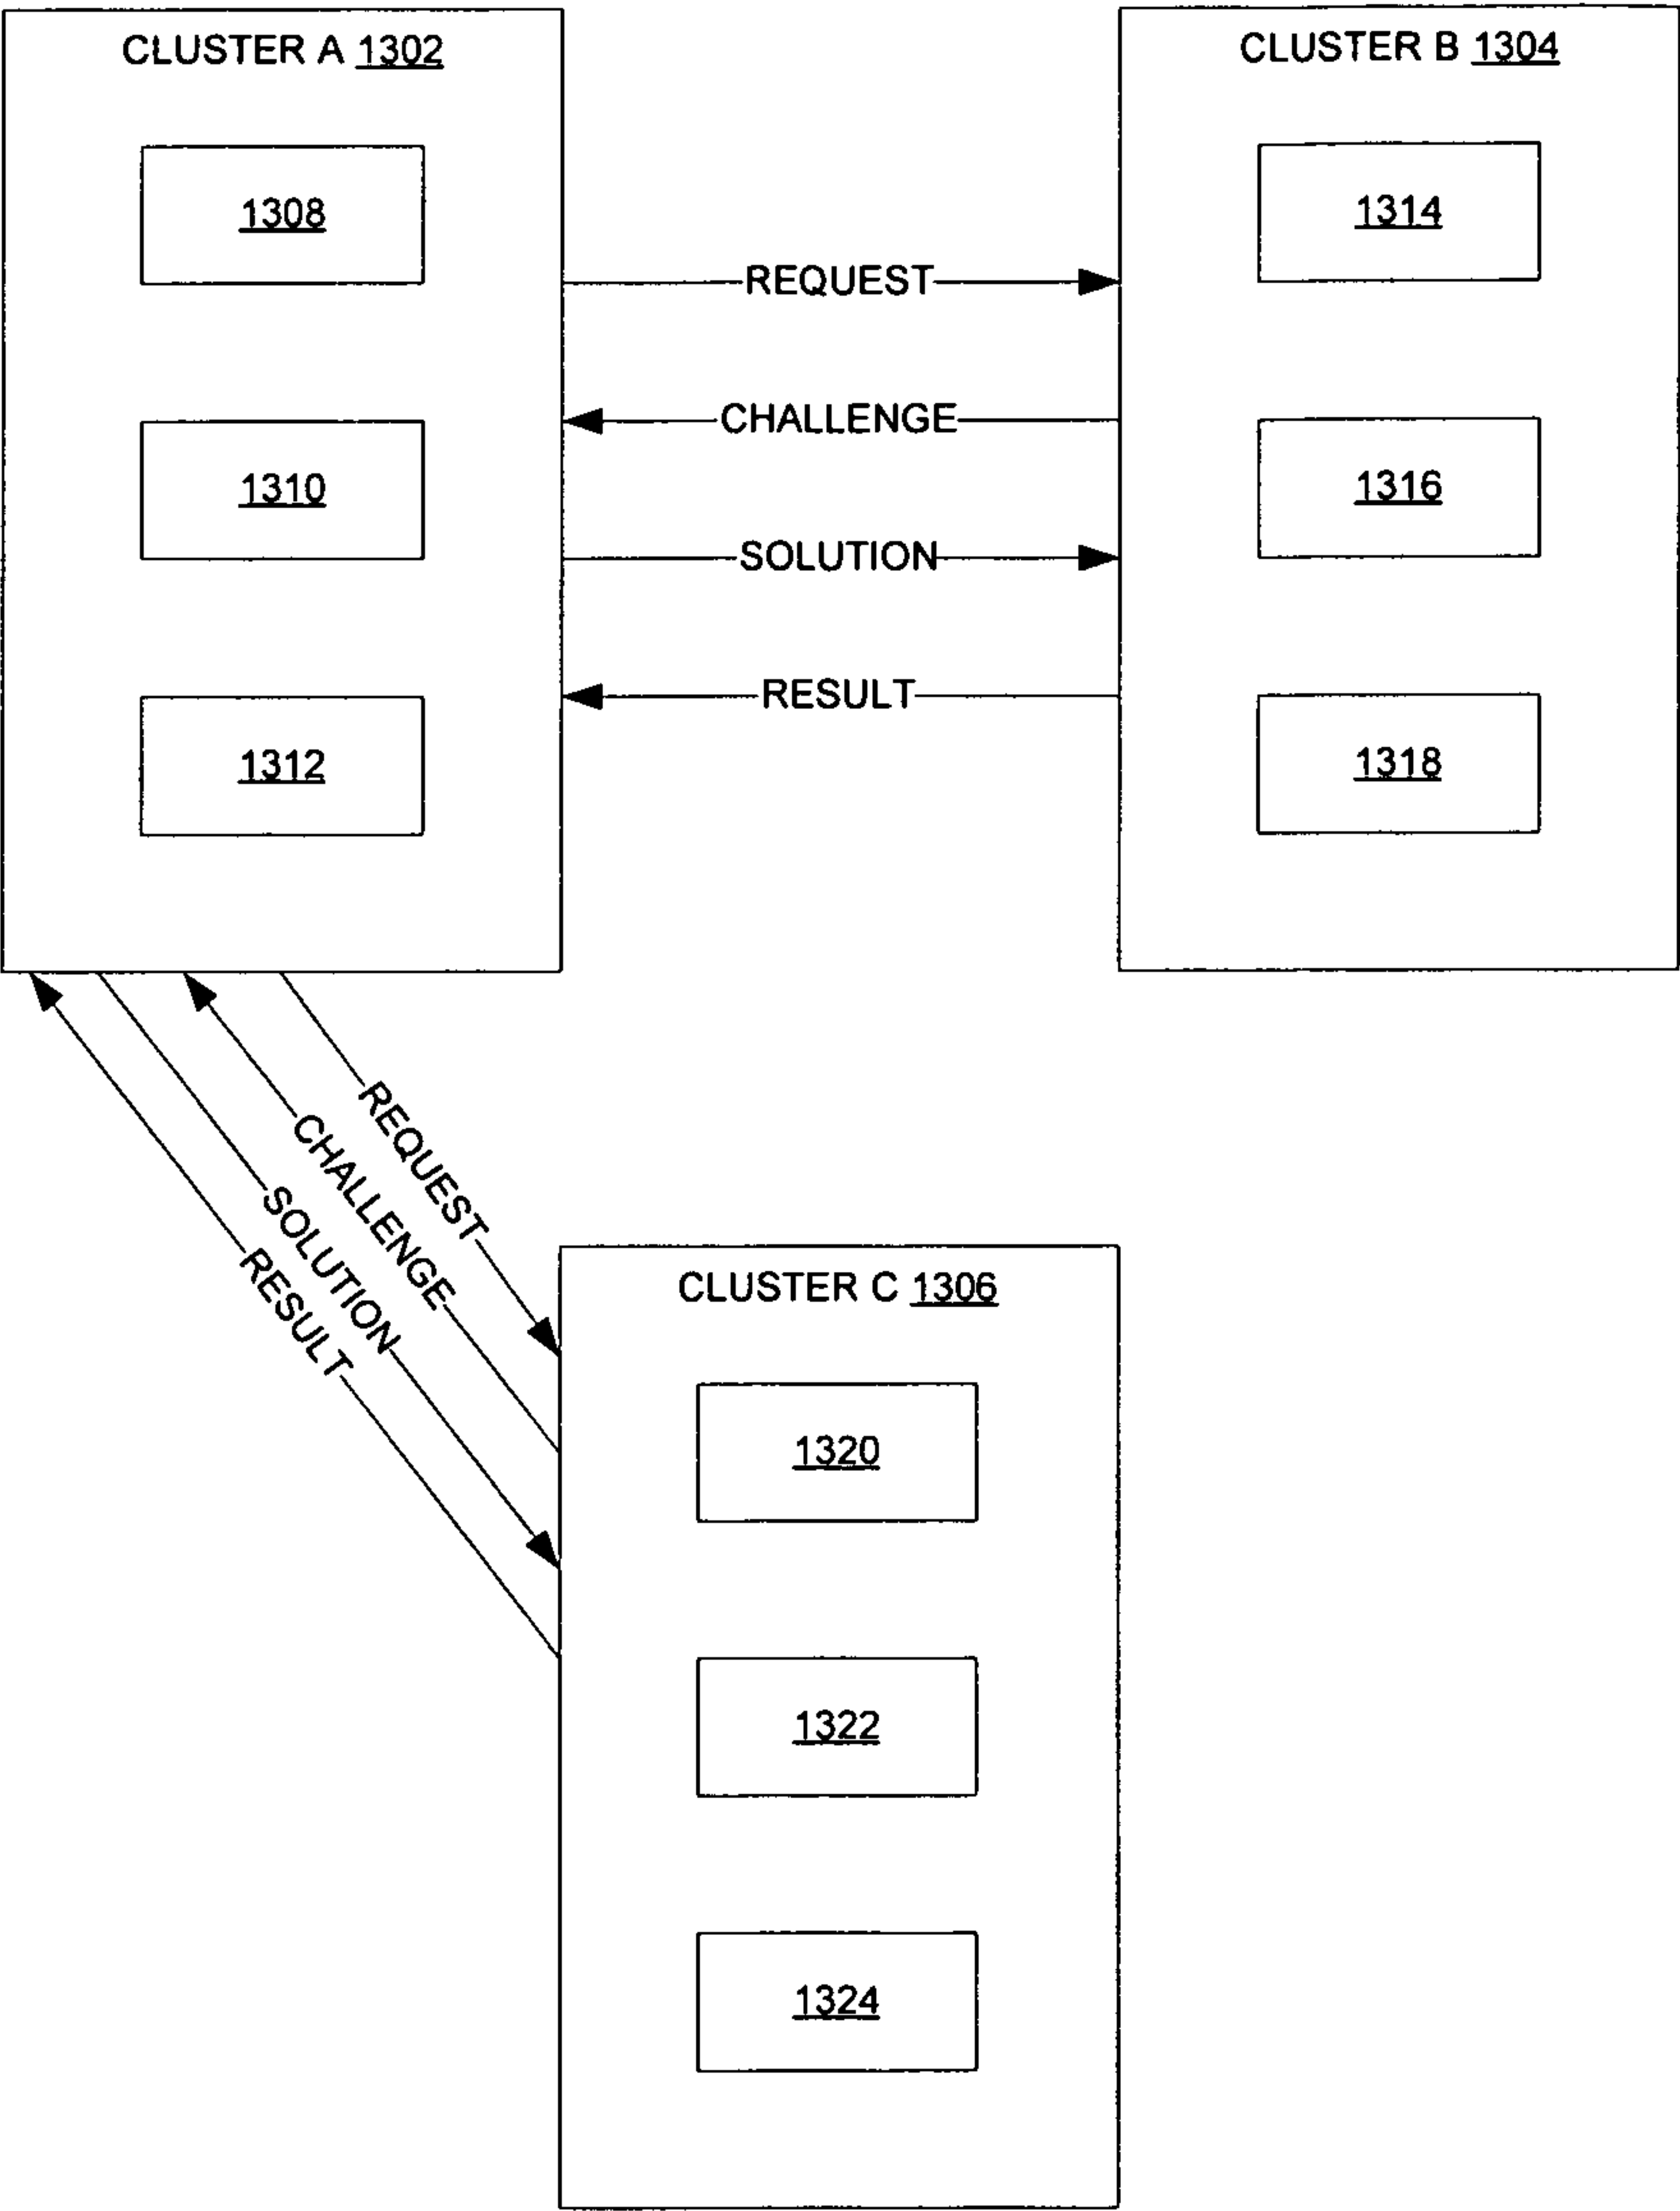 CLUSTER A 1302
1308
1310
1312
REQUEST
CHALLENGE
SOLUTION
RESULT
CLUSTER B 1304
1314
1316
1318
REQUEST
CHALLENGE
SOLUTION
RESULT
CLUSTER C 1306
1320
1322
1324